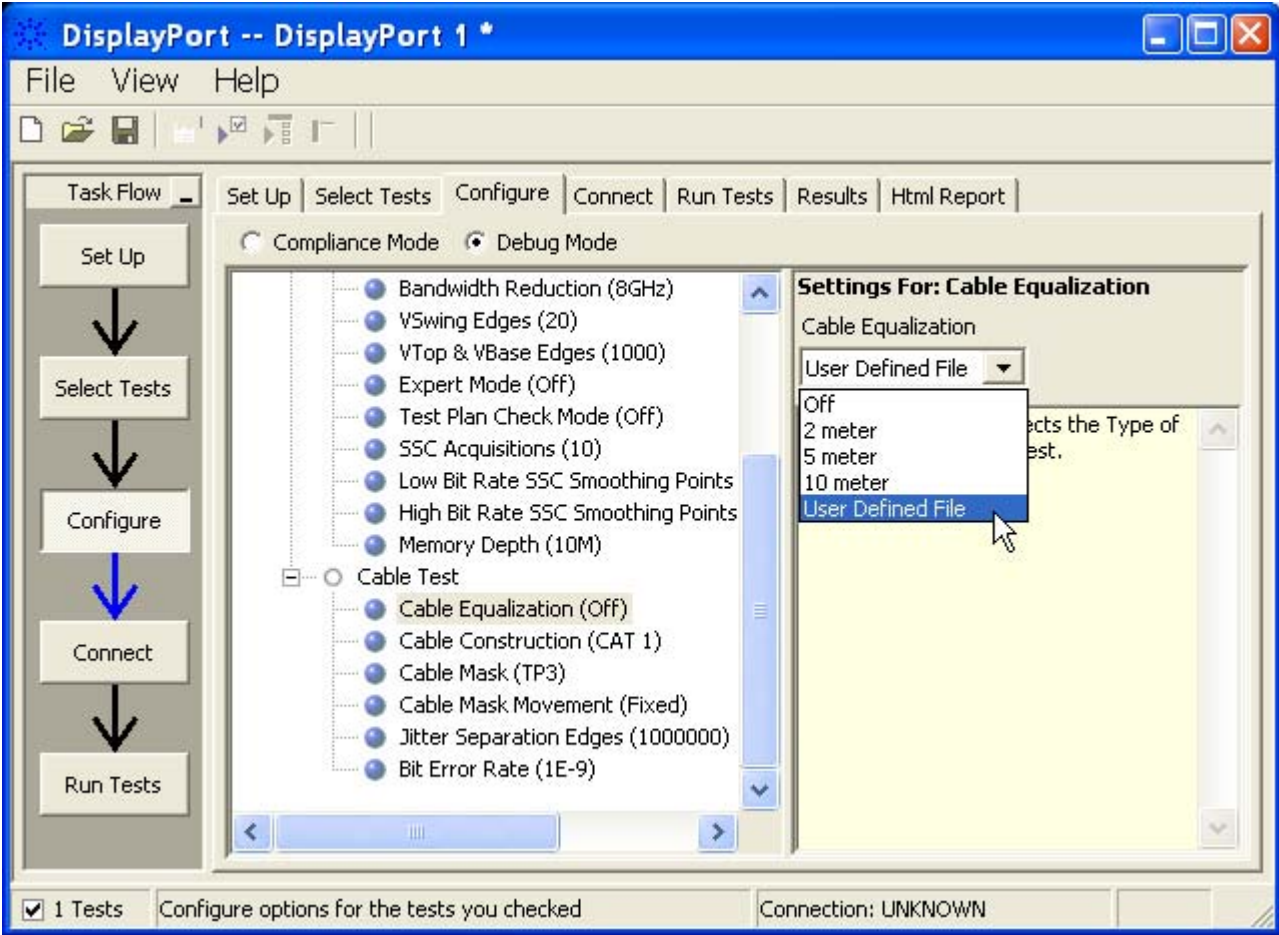 DisplayPort -- DisplayPort 1 *
File View Help
Task Flow
Set Up
Select Tests
Configure
Connect
Run Tests
Set Up Select Tests Configure Connect Run Tests Results Html Report
Compliance Mode Debug Mode
Bandwidth Reduction (8GHz)
VSwing Edges (20)
VTop & VBase Edges (1000)
Expert Mode (Off)
Test Plan Check Mode (Off)
SSC Acquisitions (10)
Low Bit Rate SSC Smoothing Points
High Bit Rate SSC Smoothing Points
Memory Depth (10M)
Cable Test
Cable Equalization (Off)
Cable Construction (CAT 1)
Cable Mask (TP3)
Cable Mask Movement (Fixed)
Jitter Separation Edges (1000000)
Bit Error Rate (1E-9)
Settings For: Cable Equalization
Cable Equalization
User Defined File
Off
2 meter
5 meter
10 meter
User Defined File
ects the Type of
est.
1 Tests Configure options for the tests you checked Connection: UNKNOWN